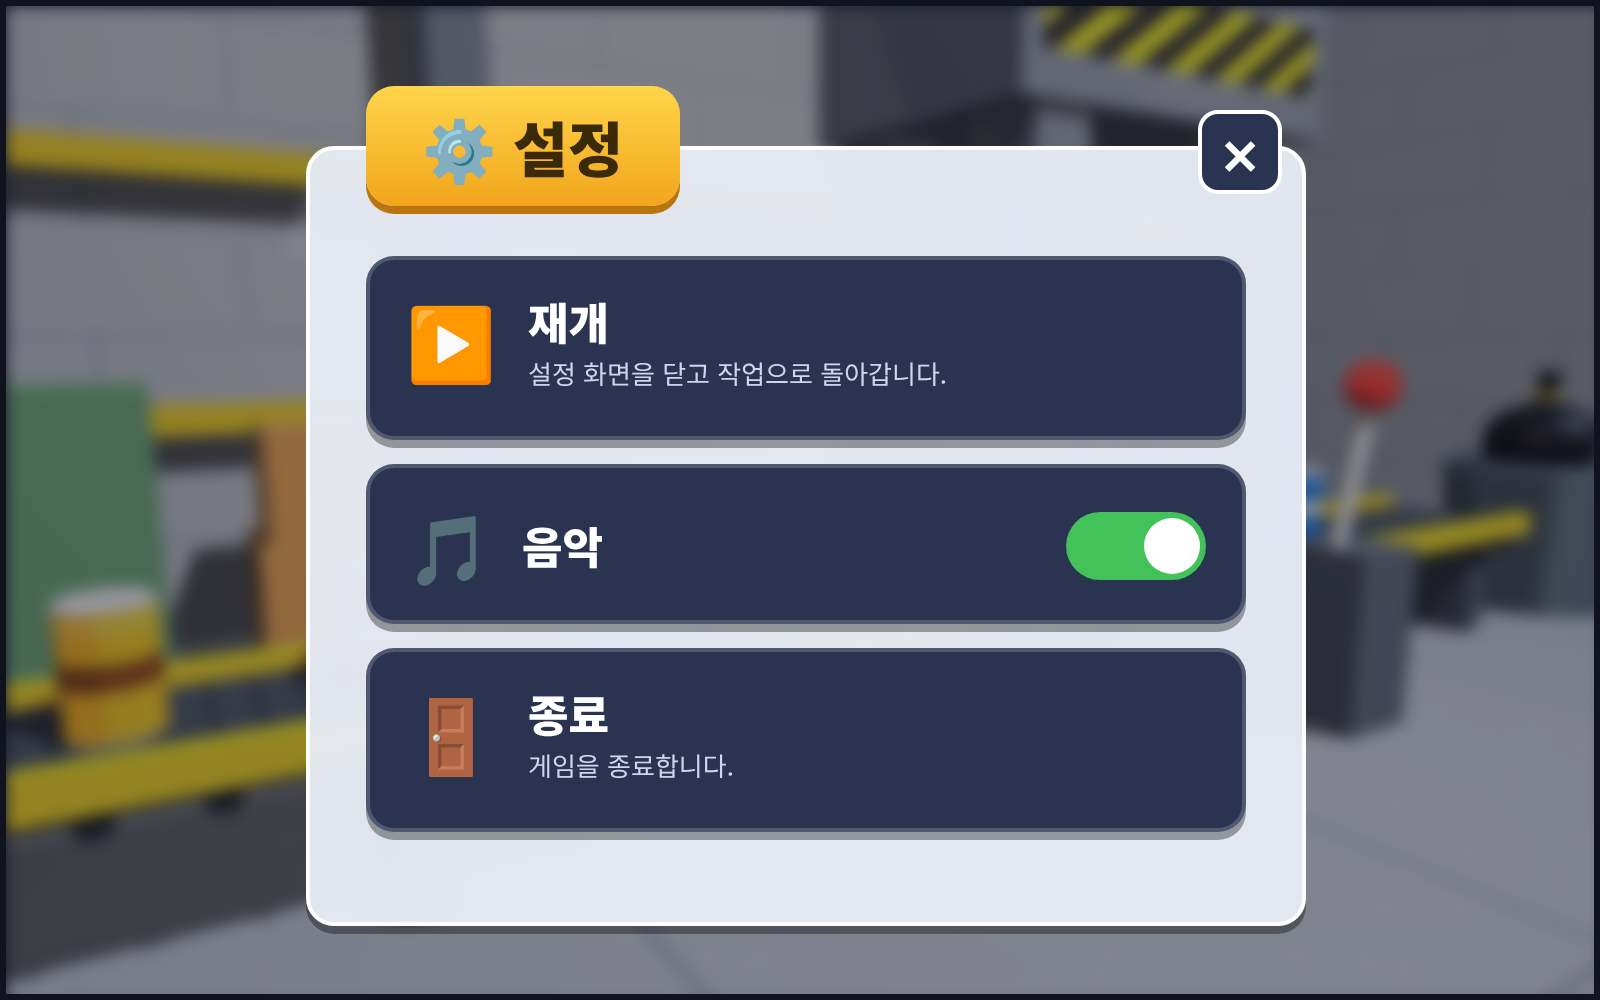 설정
재개
설정 화면을 닫고 작업으로 돌아갑니다.
음악
종료
게임을 종료합니다.